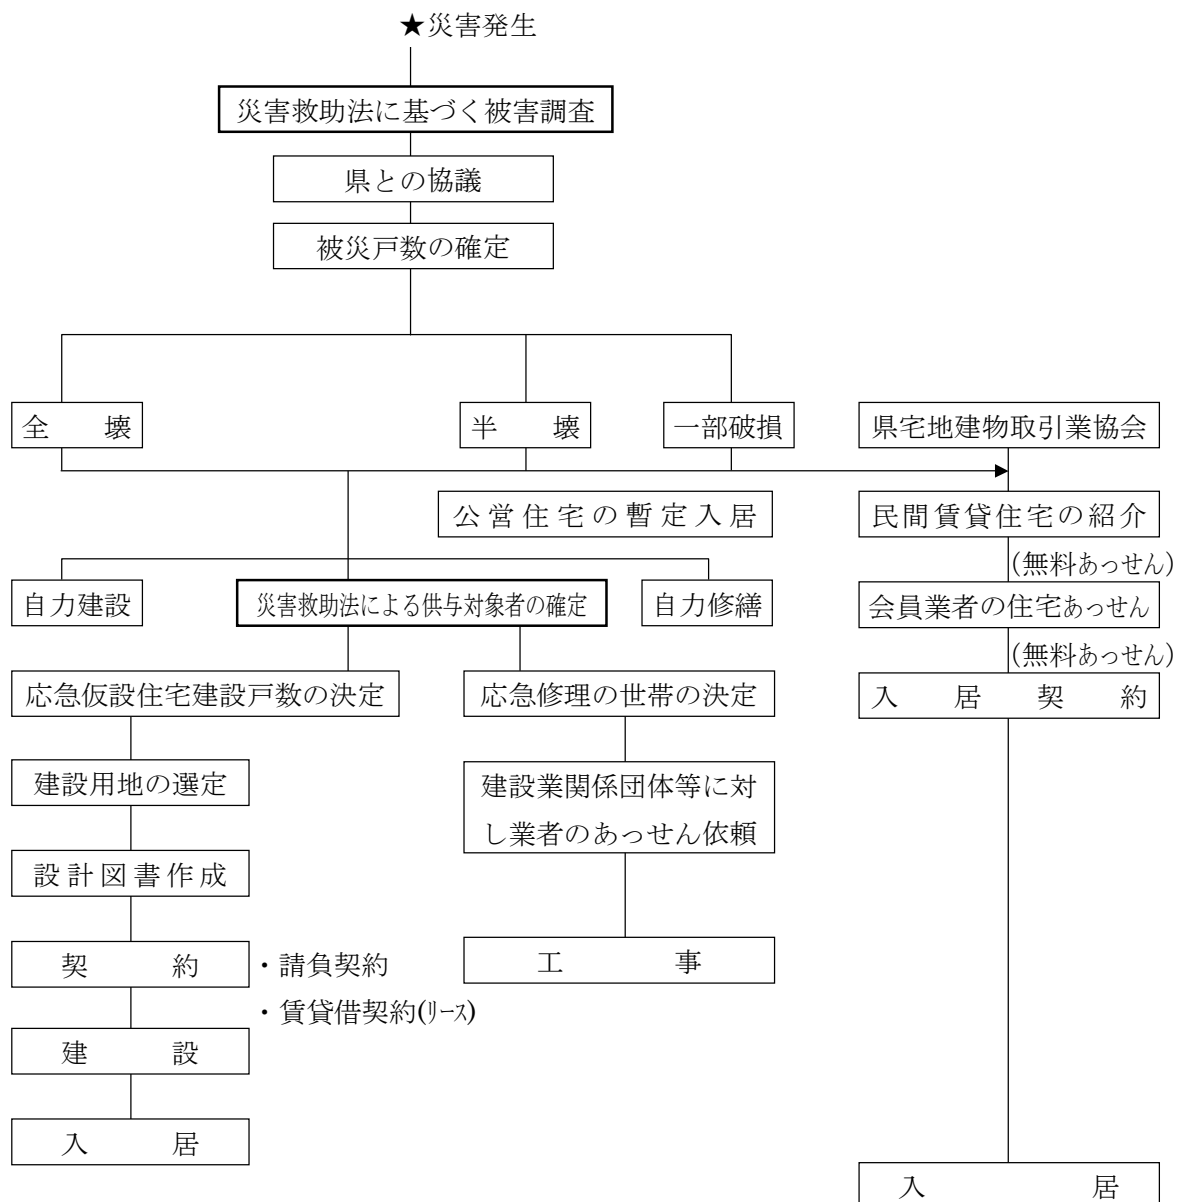 ★災害発生
災害救助法に基づく被害調査
県との協議
被災戸数の確定
全壊
半壊
一部破損
県宅地建物取引業協会
公営住宅の暫定入居
民間賃貸住宅の紹介
(無料あっせん)
自力建設
災害救助法による供与対象者の確定
自力修繕
会員業者の住宅あっせん
(無料あっせん)
応急仮設住宅建設戸数の決定
応急修理の世帯の決定
入居契約
建設用地の選定
建設業関係団体等に対
し業者のあっせん依頼
設計図書作成
契約
・請負契約
・賃貸借契約(ﾘｰｽ)
工事
建設
入居
入居